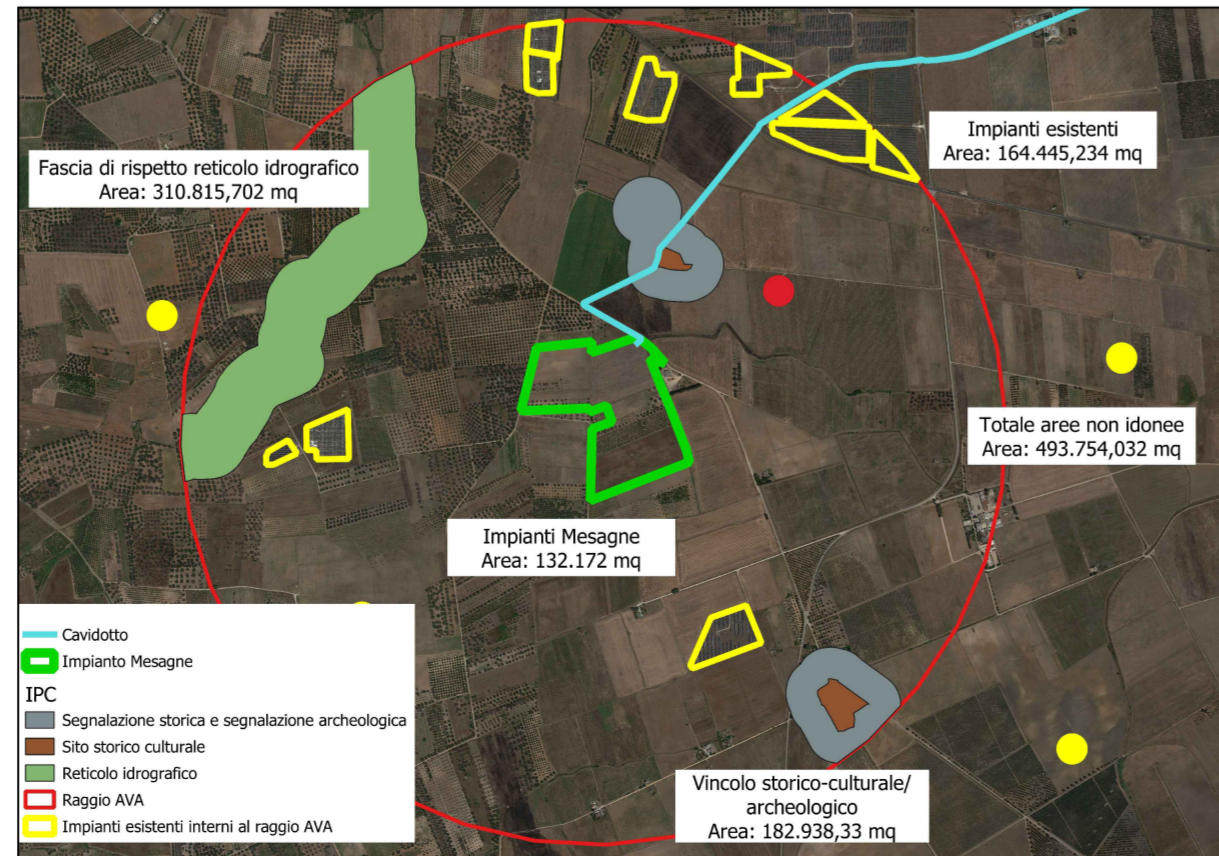 Fascia di rispetto reticolo idrografico
Area: 310.815,702 mq
Impianti esistenti
Area: 164.445,234 mq
Totale aree non idonee
Area: 493.754,032 mq
Impianti Mesagne
Area: 132.172 mq
Vincolo storico-culturale/
archeologico
Area: 182.938,33 mq
Cavidotto
Impianto Mesagne
IPC
Segnalazione storica e segnalazione archeologica
Sito storico culturale
Reticolo idrografico
Raggio AVA
Impianti esistenti interni al raggio AVA